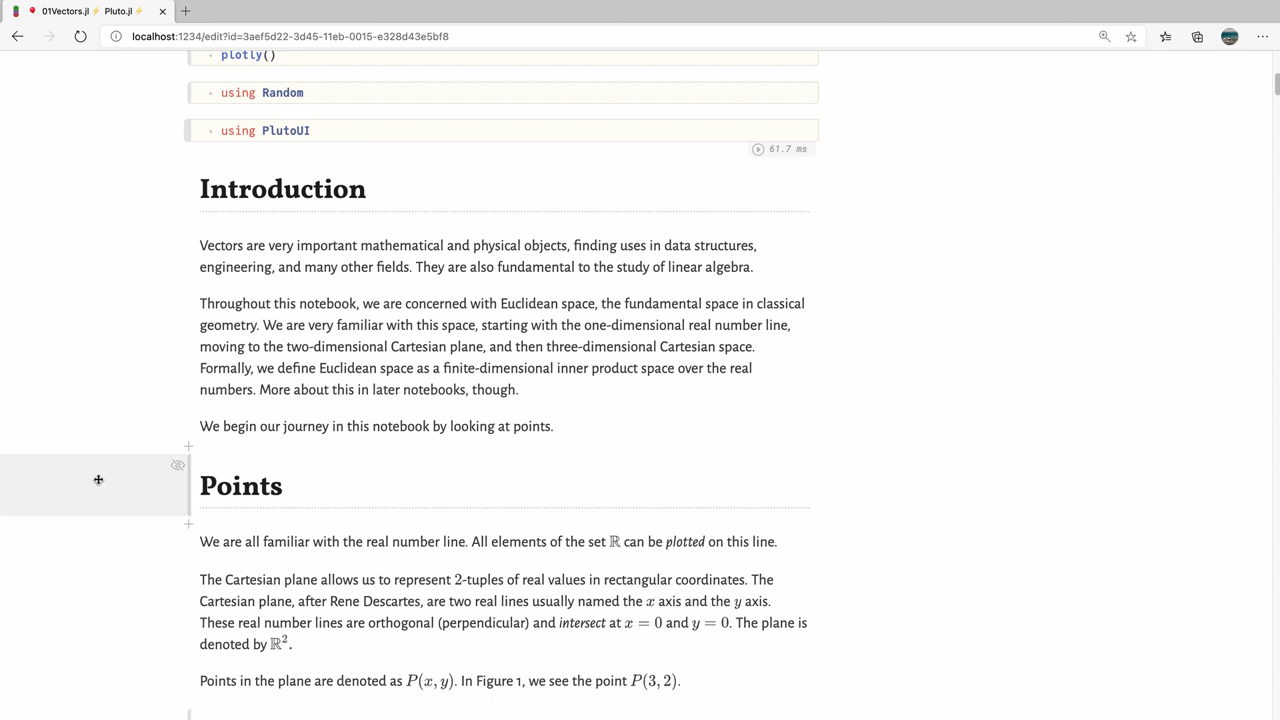 01Vectors.jl⚡ Pluto.jl⚡
localhost:1234/edit?id=3aef5d22-3d45-11eb-0015-e328d43e5bf8
plotly()
using Random
using PlutoUI
61.7 ms
Introduction
Vectors are very important mathematical and physical objects, finding uses in data structures,
engineering, and many other fields. They are also fundamental to the study of linear algebra.
Throughout this notebook, we are concerned with Euclidean space, the fundamental space in classical
geometry. We are very familiar with this space, starting with the one-dimensional real number line,
moving to the two-dimensional Cartesian plane, and then three-dimensional Cartesian space.
Formally, we define Euclidean space as a finite-dimensional inner product space over the real
numbers. More about this in later notebooks, though.
We begin our journey in this notebook by looking at points.
Points
We are all familiar with the real number line. All elements of the set ℝ can be plotted on this line.
The Cartesian plane allows us to represent 2-tuples of real values in rectangular coordinates. The
Cartesian plane, after Rene Descartes, are two real lines usually named the x axis and the y axis.
These real number lines are orthogonal (perpendicular) and intersect at x = 0 and y = 0. The plane is
denoted by ℝ².
Points in the plane are denoted as P(x, y). In Figure 1, we see the point P(3, 2).